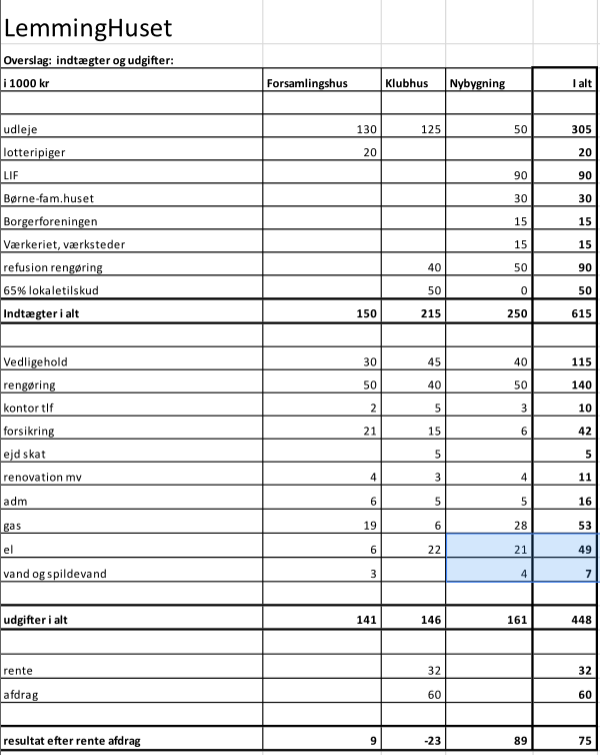 LemmingHuset
Overslag: indtægter og udgifter:
i 1000 kr Forsamlingshus Klubhus Nybygning I alt
udleje 130 125 50 305
lotteripiger 20 20
LIF 90 90
Børne-fam.huset 30 30
Borgerforeningen 15 15
Værkeriet, værksteder 15 15
refusion rengøring 40 50 90
65% lokaletilskud 50 0 50
Indtægter i alt 150 215 250 615
Vedligehold 30 45 40 115
rengøring 50 40 50 140
kontor tlf 2 5 3 10
forsikring 21 15 6 42
ejd skat 5 5
renovation mv 4 3 4 11
adm 6 5 5 16
gas 19 6 28 53
el 6 22 21 49
vand og spildevand 3 4 7
udgifter i alt 141 146 161 448
rente 32 32
afdrag 60 60
resultat efter rente afdrag 9 -23 89 75